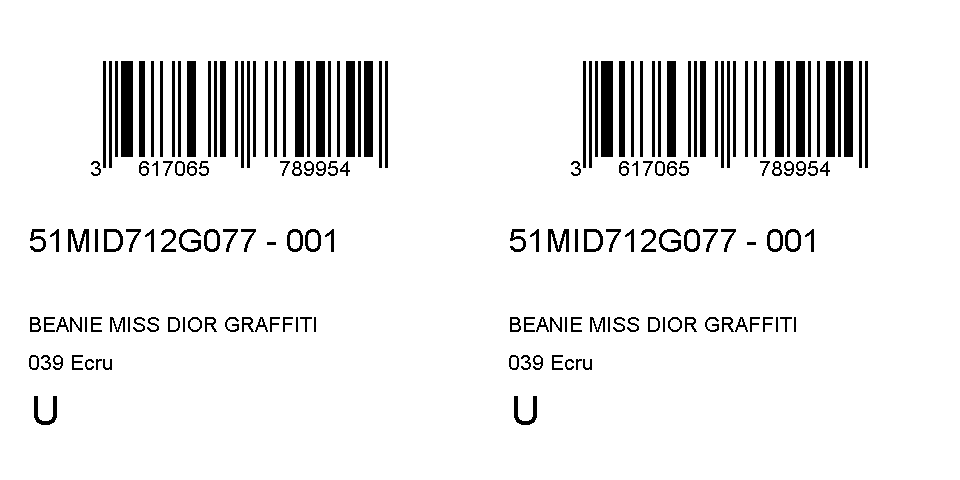 3 617065 789954
51MID712G077 - 001
BEANIE MISS DIOR GRAFFITI
039 Ecru
U
3 617065 789954
51MID712G077 - 001
BEANIE MISS DIOR GRAFFITI
039 Ecru
U